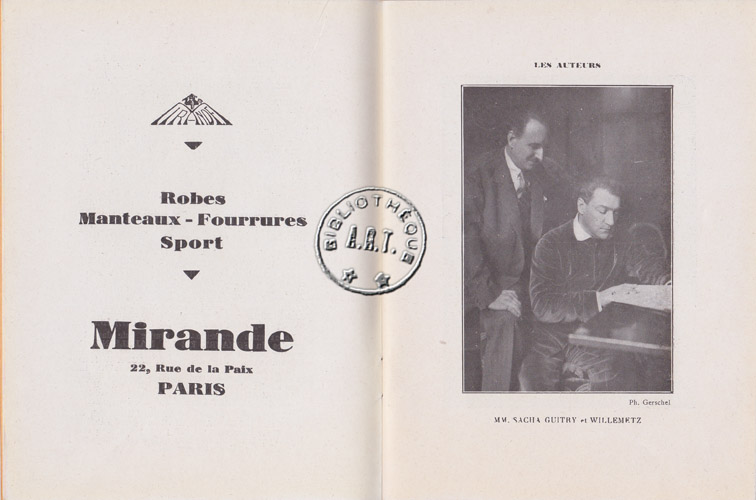 MIRANDE
Robes
Manteaux - Fourrures
Sport
Mirande
22, Rue de la Paix
PARIS
BIBLIOTHÈQUE
A.R.T.
LES AUTEURS
Ph. Gerschel
MM. SACHA GUITRY et WILLEMETZ